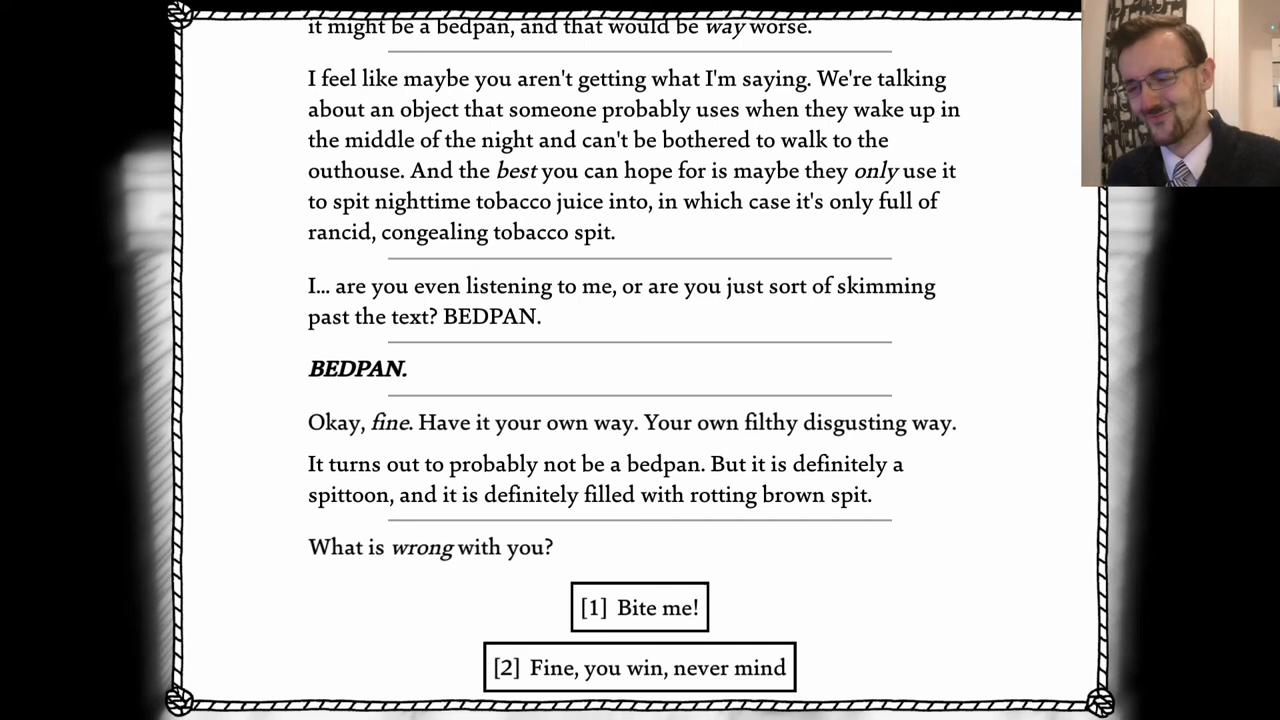 it might be a bedpan, and that would be way worse.
I feel like maybe you aren't getting what I'm saying. We're talking
about an object that someone probably uses when they wake up in
the middle of the night and can't be bothered to walk to the
outhouse. And the best you can hope for is maybe they only use it
to spit nighttime tobacco juice into, in which case it's only full of
rancid, congealing tobacco spit.
I... are you even listening to me, or are you just sort of skimming
past the text? BEDPAN.
BEDPAN.
Okay, fine. Have it your own way. Your own filthy disgusting way.
It turns out to probably not be a bedpan. But it is definitely a
spittoon, and it is definitely filled with rotting brown spit.
What is wrong with you?
[1] Bite me!
[2] Fine, you win, never mind